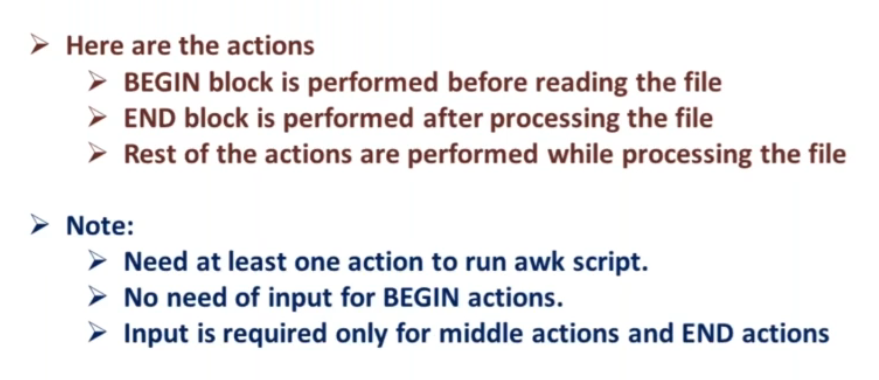 ➢ Here are the actions
➢ BEGIN block is performed before reading the file
➢ END block is performed after processing the file
➢ Rest of the actions are performed while processing the file
➢ Note:
➢ Need at least one action to run awk script.
➢ No need of input for BEGIN actions.
➢ Input is required only for middle actions and END actions